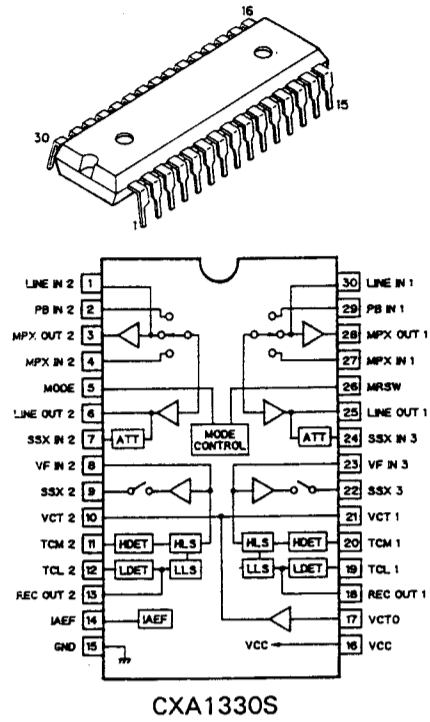 16
30
15
1
LINE IN 2 1 30 LINE IN 1
PB IN 2 2 29 PB IN 1
MPX OUT 2 3 28 MPX OUT 1
MPX IN 2 4 27 MPX IN 1
MODE 5 26 MRSW
LINE OUT 2 6 25 LINE OUT 1
MODE CONTROL
SSX IN 2 7 ATT ATT 24 SSX IN 3
VF IN 2 8 23 VF IN 3
SSX 2 9 22 SSX 3
VCT 2 10 21 VCT 1
TCM 2 11 HDET HLS HLS HDET 20 TCM 1
TCL 2 12 LDET LLS LLS LDET 19 TCL 1
REC OUT 2 13 18 REC OUT 1
IAEF 14 IAEF 17 VCTO
GND 15 VCC 16 VCC
CXA1330S